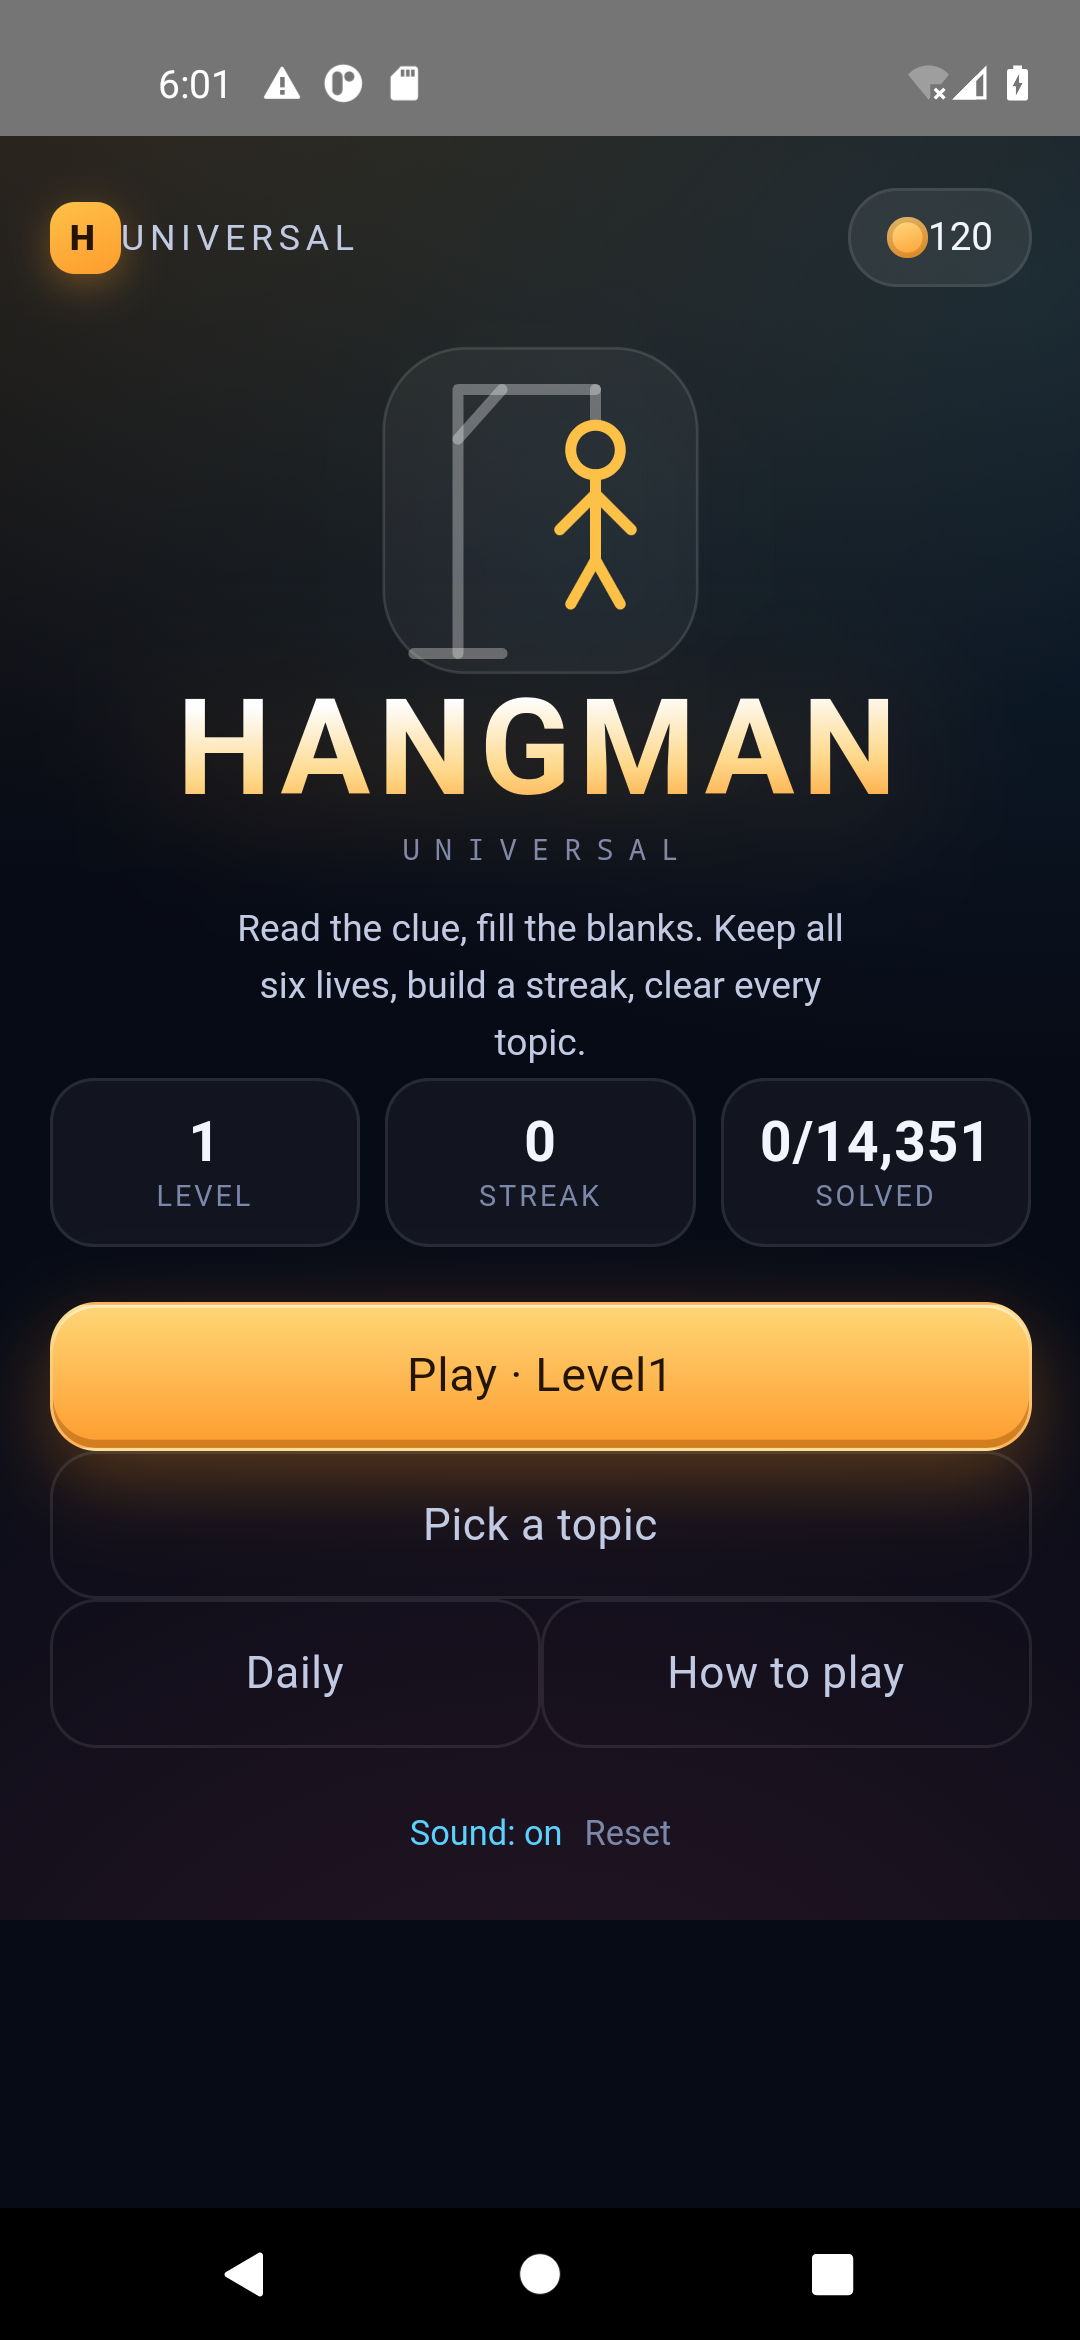 6:01
H UNIVERSAL
120
HANGMAN
UNIVERSAL
Read the clue, fill the blanks. Keep all
six lives, build a streak, clear every
topic.
1 0 0/14,351
LEVEL STREAK SOLVED
Play · Level1
Pick a topic
Daily How to play
Sound: on Reset